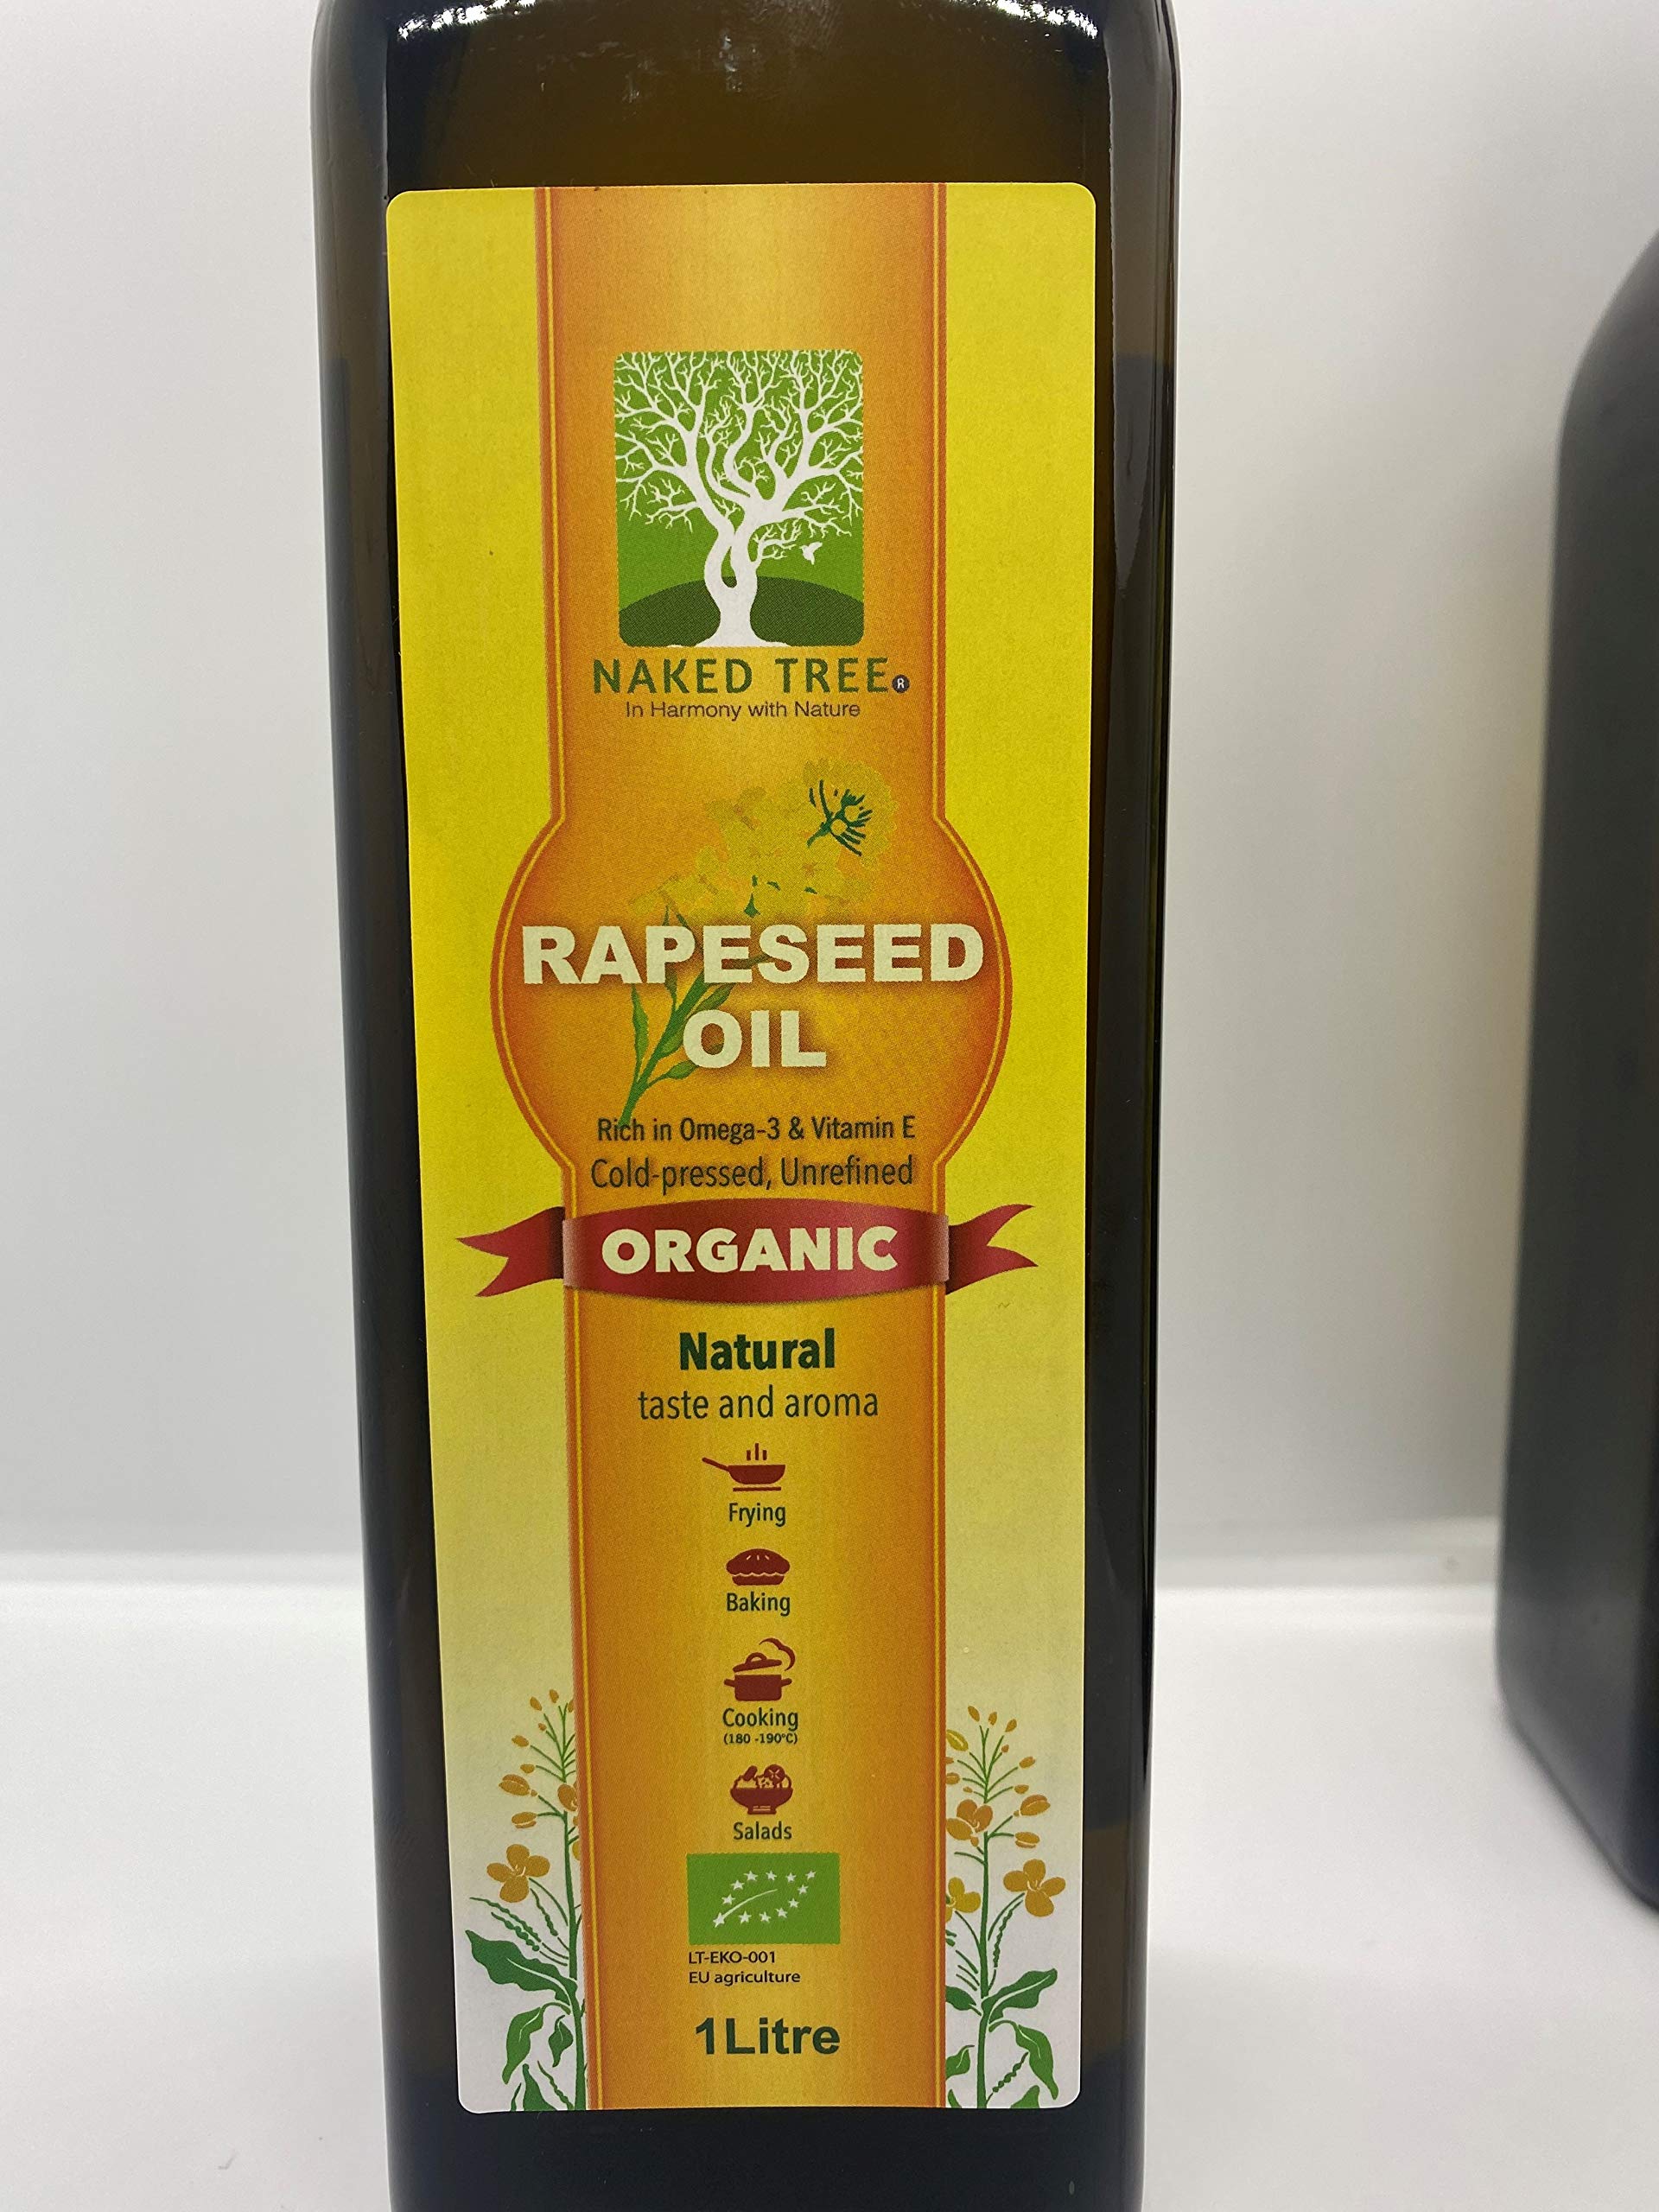 NAKED TREE®
In Harmony with Nature
RAPESEED
OIL
Rich in Omega-3 & Vitamin E
Cold-pressed, Unrefined
ORGANIC
Natural
taste and aroma
Frying
Baking
Cooking
(180 -190°C)
Salads
LT-EKO-001
EU agriculture
1Litre